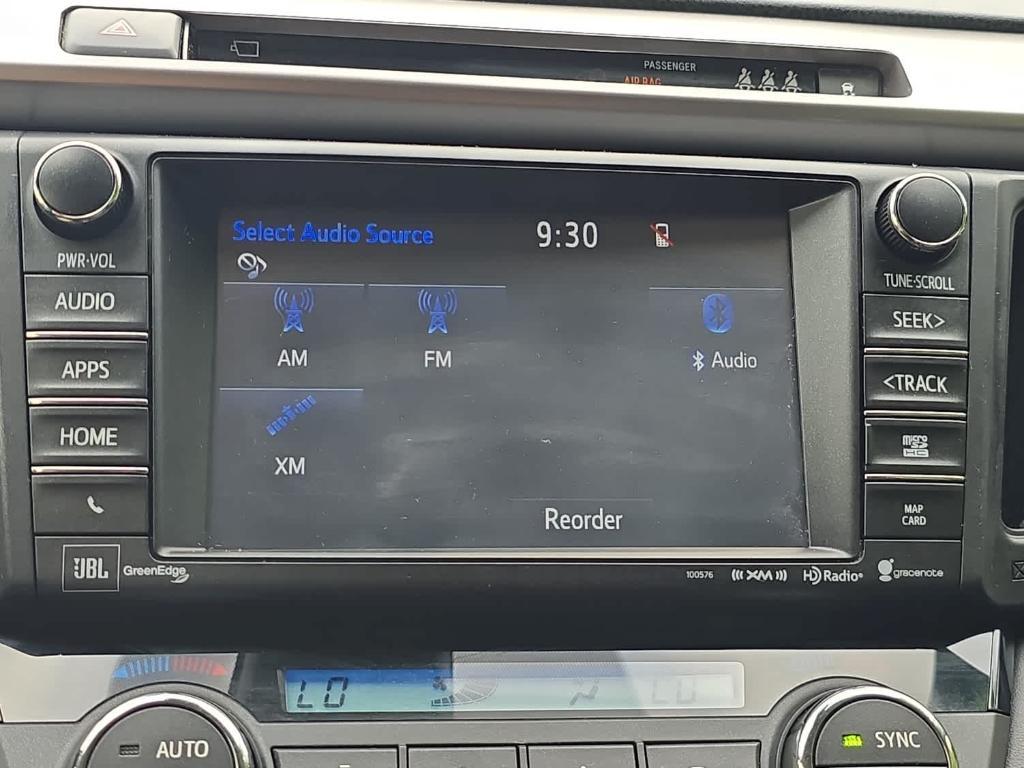 PASSENGER
AIR BAG
PWR·VOL
AUDIO
APPS
HOME
Select Audio Source
9:30
AM
FM
Audio
XM
Reorder
TUNE·SCROLL
SEEK>
<TRACK
micro SD HC
MAP
CARD
JBL GreenEdge
100576 XM HD Radio gracenote
LO
LO
AUTO
SYNC